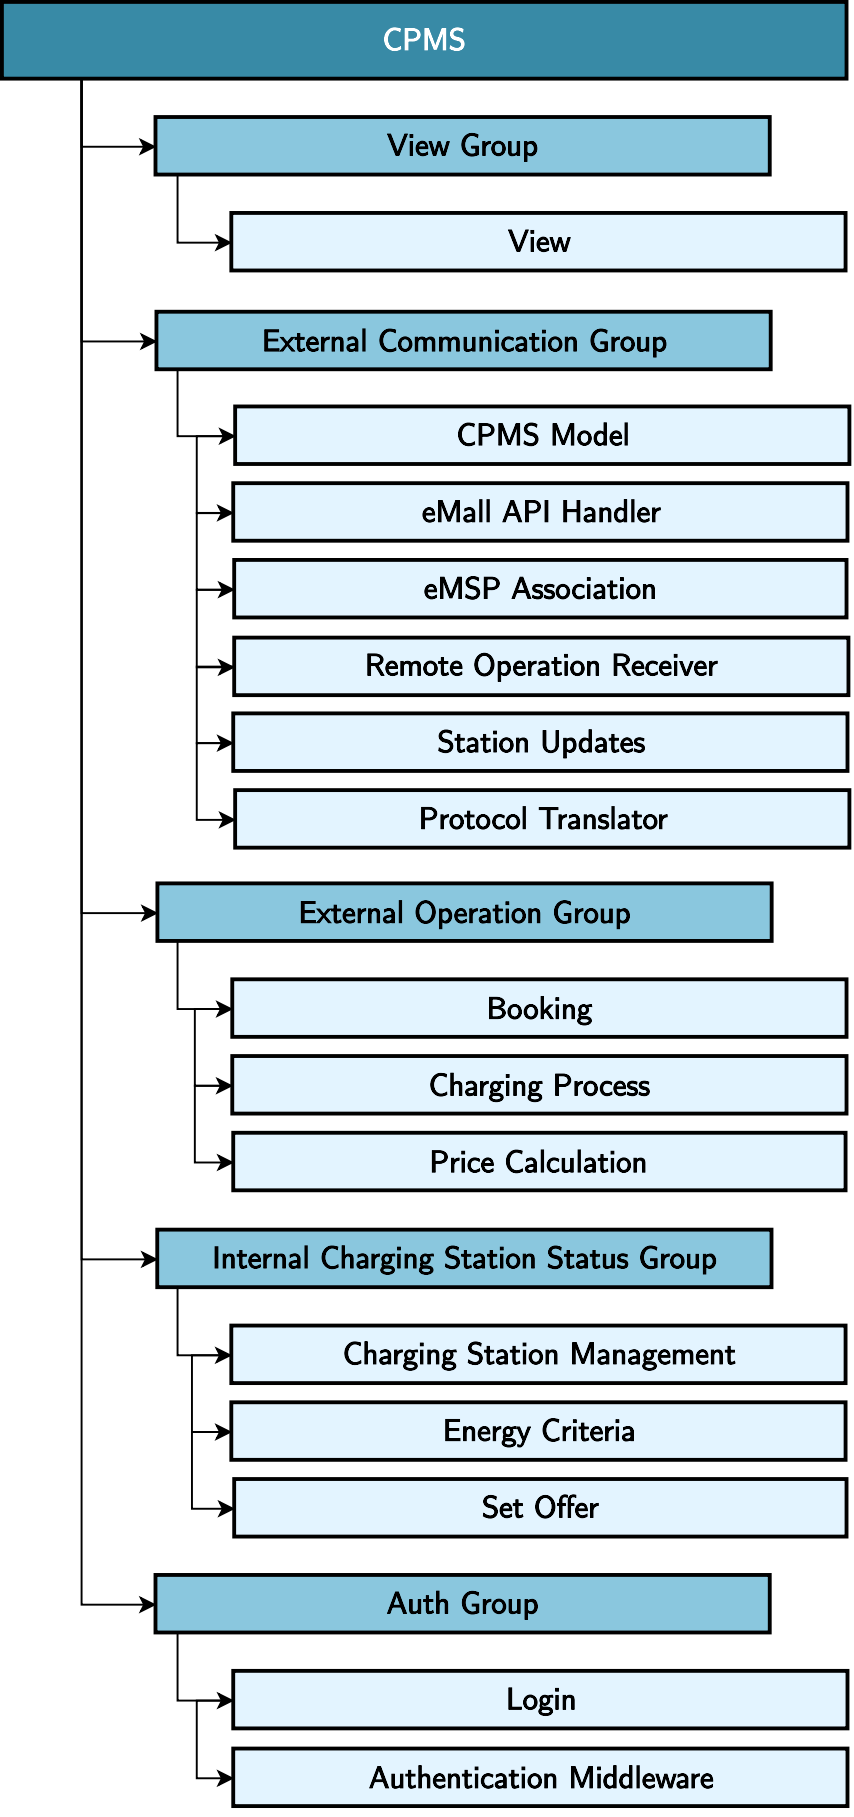 CPMS
View Group
View
External Communication Group
CPMS Model
eMall API Handler
eMSP Association
Remote Operation Receiver
Station Updates
Protocol Translator
External Operation Group
Booking
Charging Process
Price Calculation
Internal Charging Station Status Group
Charging Station Management
Energy Criteria
Set Offer
Auth Group
Login
Authentication Middleware